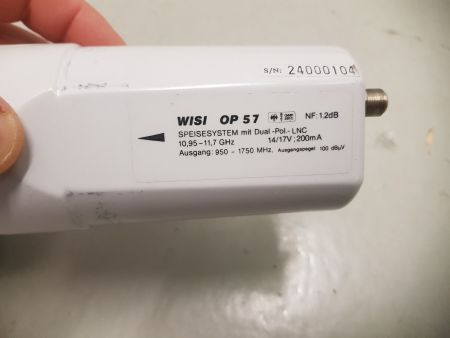 S/N: 24000104
WISI OP 57 NF: 1,2dB
SPEISESYSTEM mit Dual -Pol.- LNC
10,95-11,7 GHz 14/17V ; 200mA
Ausgang: 950 - 1750 MHz, Ausgangspegel 100 dBµV